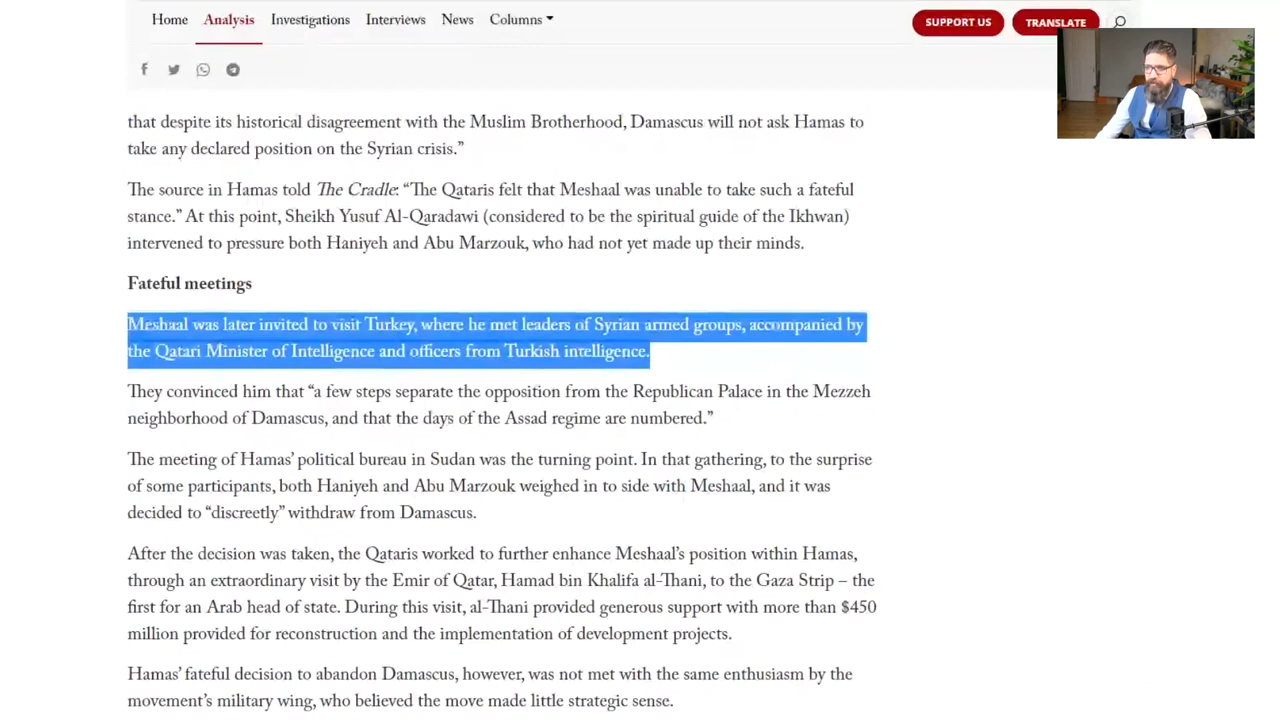 Home Analysis Investigations Interviews News Columns SUPPORT US TRANSLATE
that despite its historical disagreement with the Muslim Brotherhood, Damascus will not ask Hamas to
take any declared position on the Syrian crisis.”
The source in Hamas told The Cradle: “The Qataris felt that Meshaal was unable to take such a fateful
stance.” At this point, Sheikh Yusuf Al-Qaradawi (considered to be the spiritual guide of the Ikhwan)
intervened to pressure both Haniyeh and Abu Marzouk, who had not yet made up their minds.
Fateful meetings
Meshaal was later invited to visit Turkey, where he met leaders of Syrian armed groups, accompanied by
the Qatari Minister of Intelligence and officers from Turkish intelligence.
They convinced him that “a few steps separate the opposition from the Republican Palace in the Mezzeh
neighborhood of Damascus, and that the days of the Assad regime are numbered.”
The meeting of Hamas’ political bureau in Sudan was the turning point. In that gathering, to the surprise
of some participants, both Haniyeh and Abu Marzouk weighed in to side with Meshaal, and it was
decided to “discreetly” withdraw from Damascus.
After the decision was taken, the Qataris worked to further enhance Meshaal’s position within Hamas,
through an extraordinary visit by the Emir of Qatar, Hamad bin Khalifa al-Thani, to the Gaza Strip – the
first for an Arab head of state. During this visit, al-Thani provided generous support with more than $450
million provided for reconstruction and the implementation of development projects.
Hamas’ fateful decision to abandon Damascus, however, was not met with the same enthusiasm by the
movement’s military wing, who believed the move made little strategic sense.